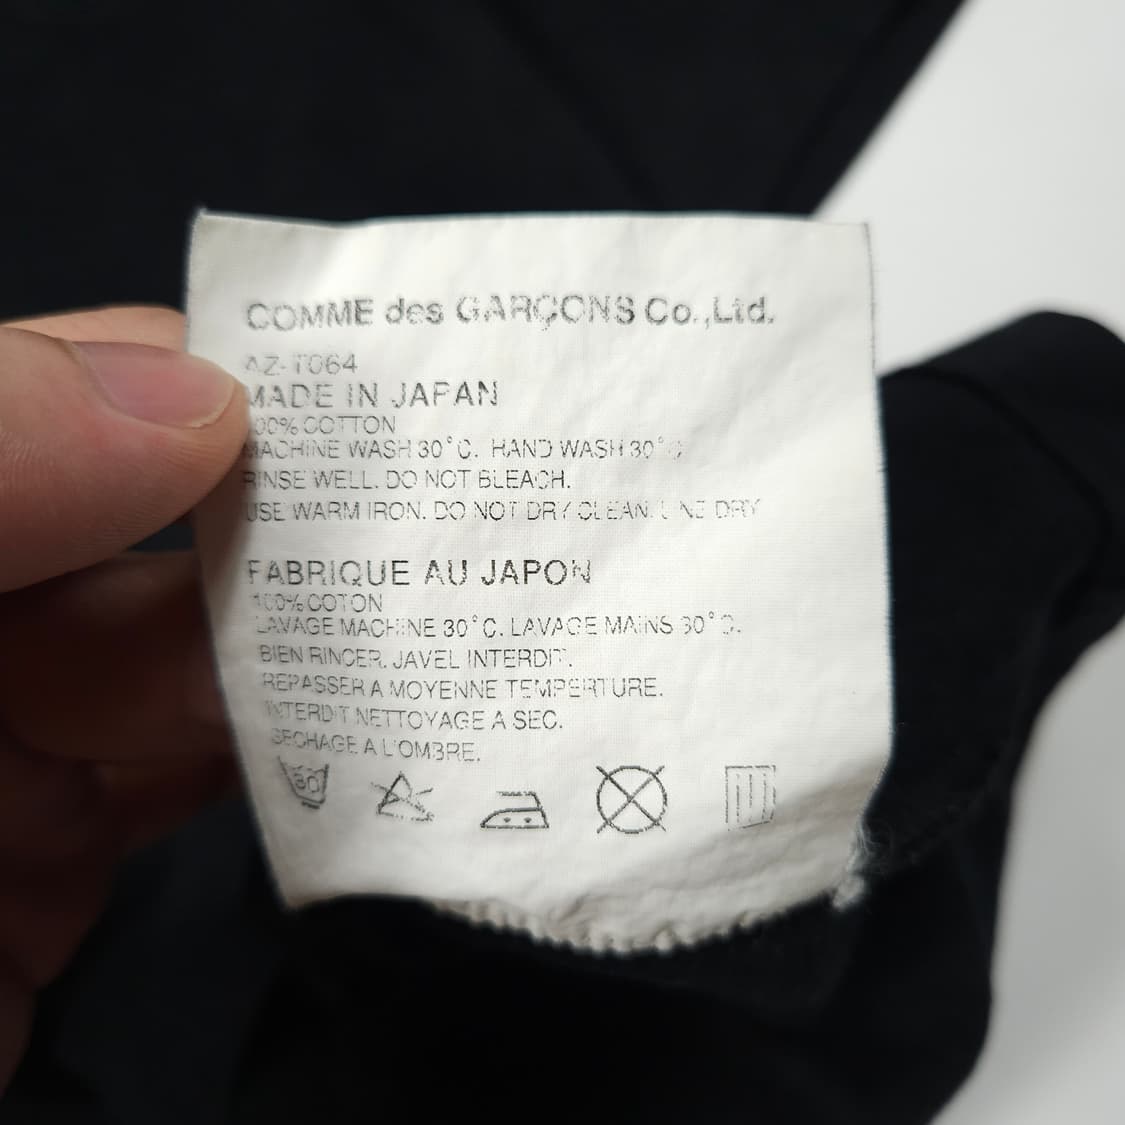 COMME des GARÇONS Co.,Ltd.
AZ-T064
MADE IN JAPAN
100% COTTON
MACHINE WASH 30°C. HAND WASH 30°C
RINSE WELL. DO NOT BLEACH.
USE WARM IRON. DO NOT DRY CLEAN. LINE DRY
FABRIQUE AU JAPON
100% COTON
LAVAGE MACHINE 30°C. LAVAGE MAINS 30°C.
BIEN RINCER. JAVEL INTERDIT.
REPASSER A MOYENNE TEMPERTURE.
INTERDIT NETTOYAGE A SEC.
SECHAGE A L'OMBRE.
30